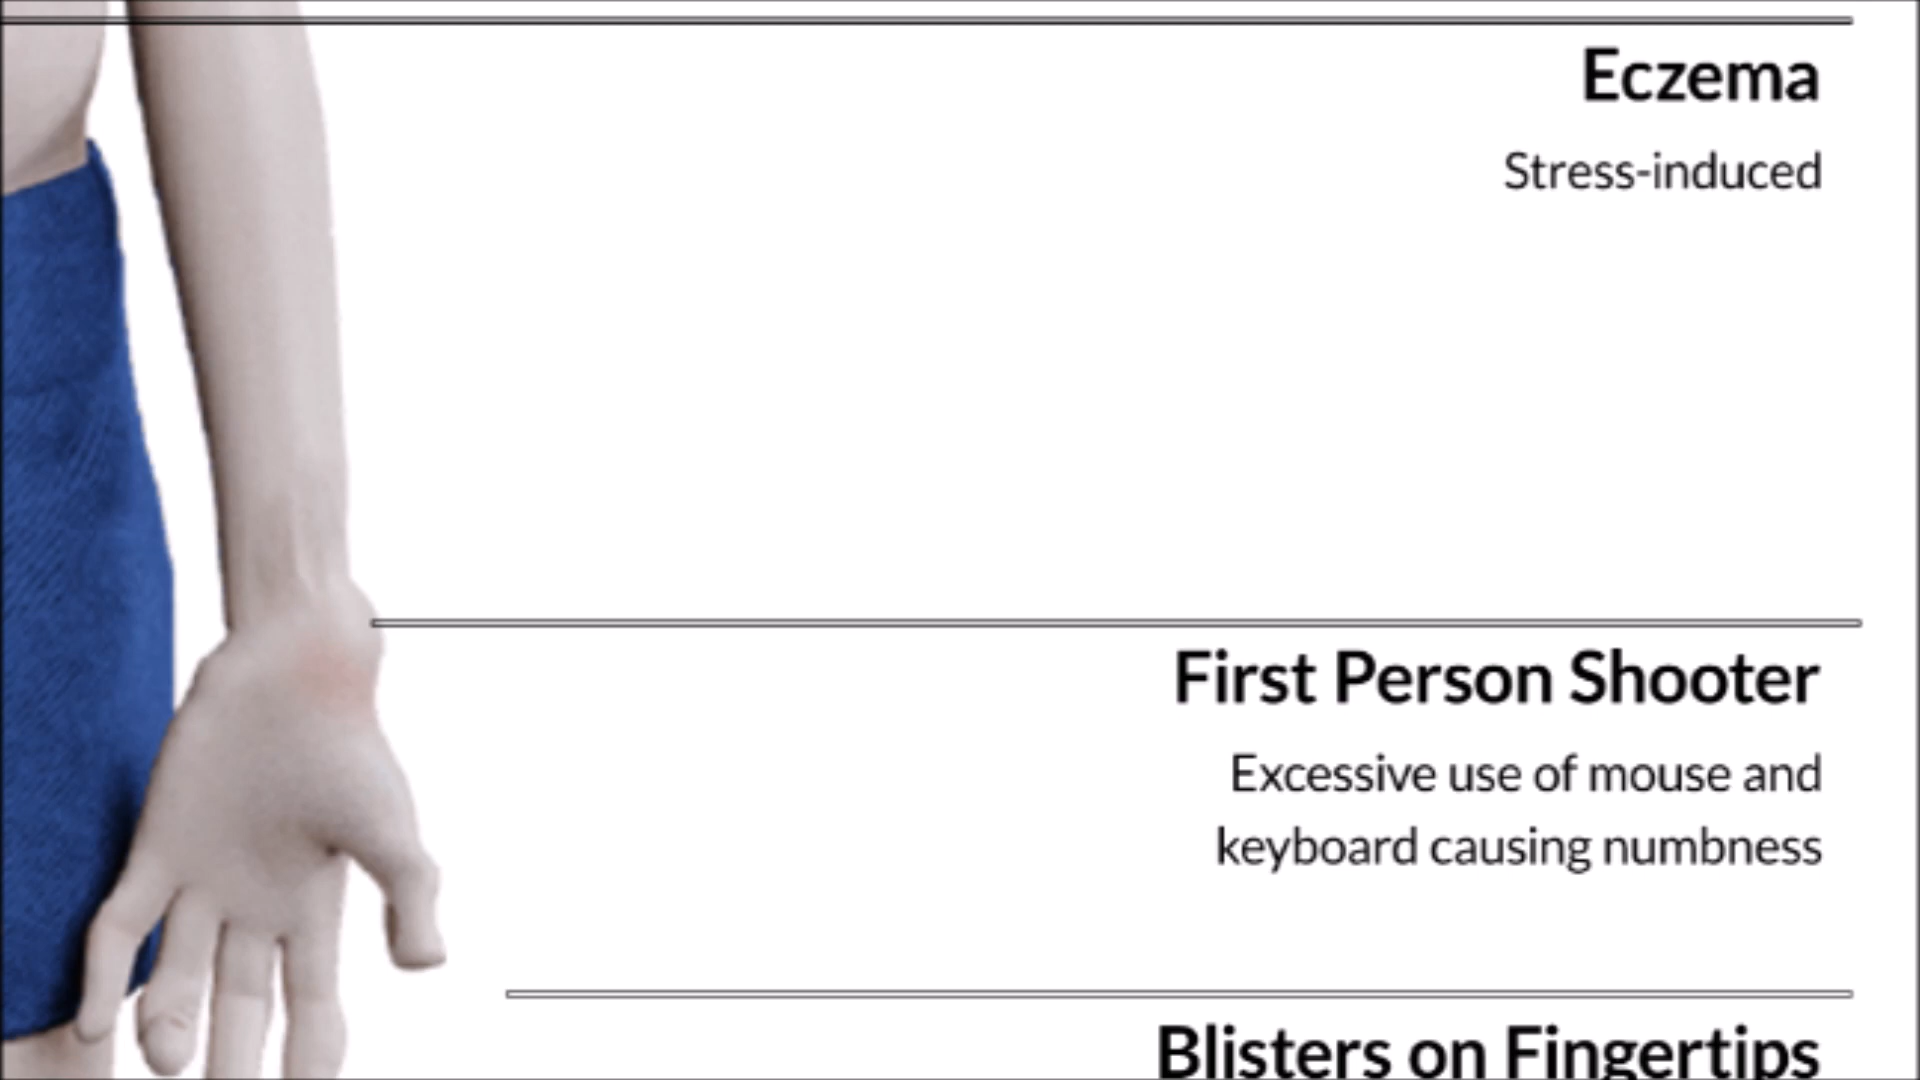 Eczema
Stress-induced
First Person Shooter
Excessive use of mouse and
keyboard causing numbness
Blisters on Fingertips